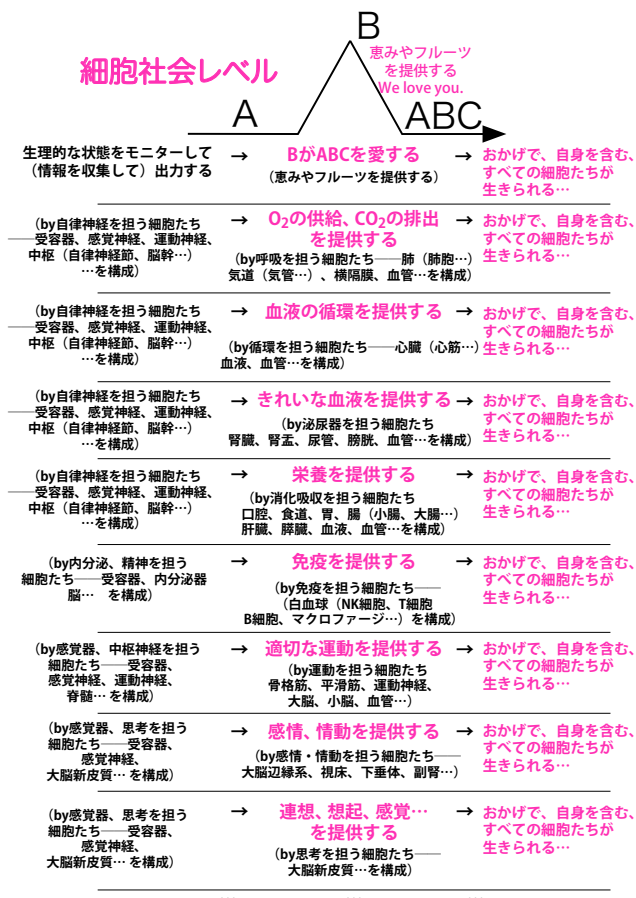 B
細胞社会レベル
恵みやフルーツ
を提供する
We love you.
A
ABC
生理的な状態をモニターして
（情報を収集して）出力する
→
BがABCを愛する
（恵みやフルーツを提供する）
→
おかげで、自身を含む、
すべての細胞たちが
生きられる…
（by自律神経を担う細胞たち
──受容器、感覚神経、運動神経、
中枢（自律神経節、脳幹…）
…を構成）
→
O₂の供給、CO₂の排出
を提供する
（by呼吸を担う細胞たち──肺（肺胞…）
気道（気管…）、横隔膜、血管…を構成）
→
おかげで、自身を含む、
すべての細胞たちが
生きられる…
（by自律神経を担う細胞たち
──受容器、感覚神経、運動神経、
中枢（自律神経節、脳幹…）
…を構成）
→
血液の循環を提供する
（by循環を担う細胞たち──心臓（心筋…）
血液、血管…を構成）
→
おかげで、自身を含む、
すべての細胞たちが
生きられる…
（by自律神経を担う細胞たち
──受容器、感覚神経、運動神経、
中枢（自律神経節、脳幹…）
…を構成）
→
きれいな血液を提供する
（by泌尿器を担う細胞たち
腎臓、腎盂、尿管、膀胱、血管…を構成）
→
おかげで、自身を含む、
すべての細胞たちが
生きられる…
（by自律神経を担う細胞たち
──受容器、感覚神経、運動神経、
中枢（自律神経節、脳幹…）
…を構成）
→
栄養を提供する
（by消化吸収を担う細胞たち
口腔、食道、胃、腸（小腸、大腸…）
肝臓、膵臓、血液、血管…を構成）
→
おかげで、自身を含む、
すべての細胞たちが
生きられる…
（by内分泌、精神を担う
細胞たち──受容器、内分泌器
脳… を構成）
→
免疫を提供する
（by免疫を担う細胞たち──
（白血球（NK細胞、T細胞
B細胞、マクロファージ…）を構成）
→
おかげで、自身を含む、
すべての細胞たちが
生きられる…
（by感覚器、中枢神経を担う
細胞たち──受容器、
感覚神経、運動神経、
脊髄… を構成）
→
適切な運動を提供する
（by運動を担う細胞たち
骨格筋、平滑筋、運動神経、
大脳、小脳、血管…）
→
おかげで、自身を含む、
すべての細胞たちが
生きられる…
（by感覚器、思考を担う
細胞たち──受容器、
感覚神経、
大脳新皮質… を構成）
→
感情、情動を提供する
（by感情・情動を担う細胞たち──
大脳辺縁系、視床、下垂体、副腎…）
→
おかげで、自身を含む、
すべての細胞たちが
生きられる…
（by感覚器、思考を担う
細胞たち──受容器、
感覚神経、
大脳新皮質… を構成）
→
連想、想起、感覚…
を提供する
（by思考を担う細胞たち──
大脳新皮質…を構成）
→
おかげで、自身を含む、
すべての細胞たちが
生きられる…